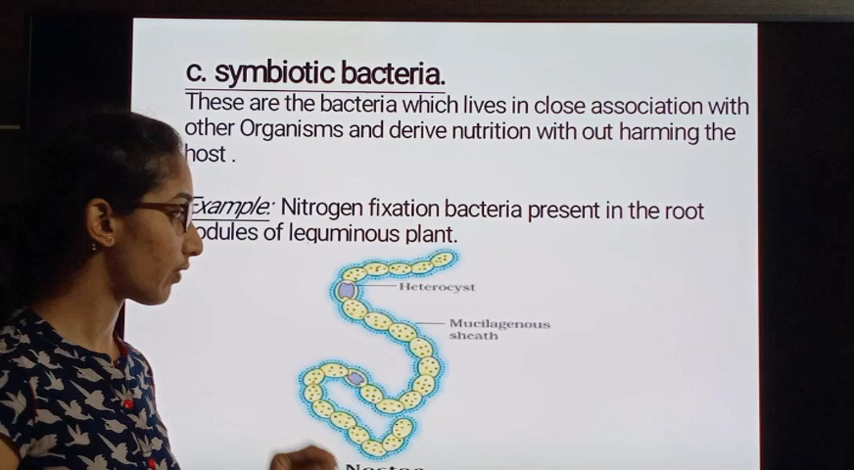 c. symbiotic bacteria.
These are the bacteria which lives in close association with
other Organisms and derive nutrition with out harming the
host .
Example: Nitrogen fixation bacteria present in the root
odules of leguminous plant.
Heterocyst
Mucilagenous
sheath